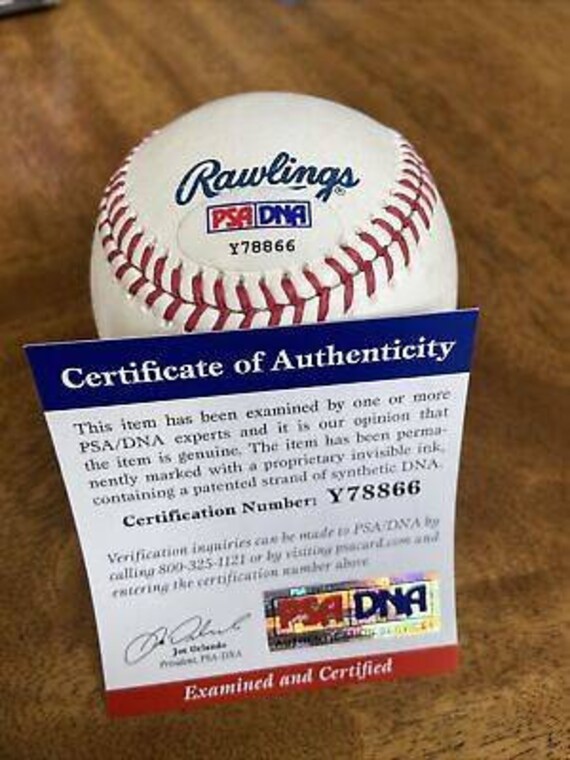 Rawlings®
PSA DNA
Y78866
Certificate of Authenticity
This item has been examined by one or more
PSA/DNA experts and it is our opinion that
the item is genuine. The item has been perma-
nently marked with a proprietary invisible ink,
containing a patented strand of synthetic DNA.
Certification Number: Y78866
Verification inquiries can be made to PSA/DNA by
calling 800-325-1121 or by visiting psacard.com and
entering the certification number above
PSA DNA
Joe Orlando
President, PSA-DNA
Examined and Certified